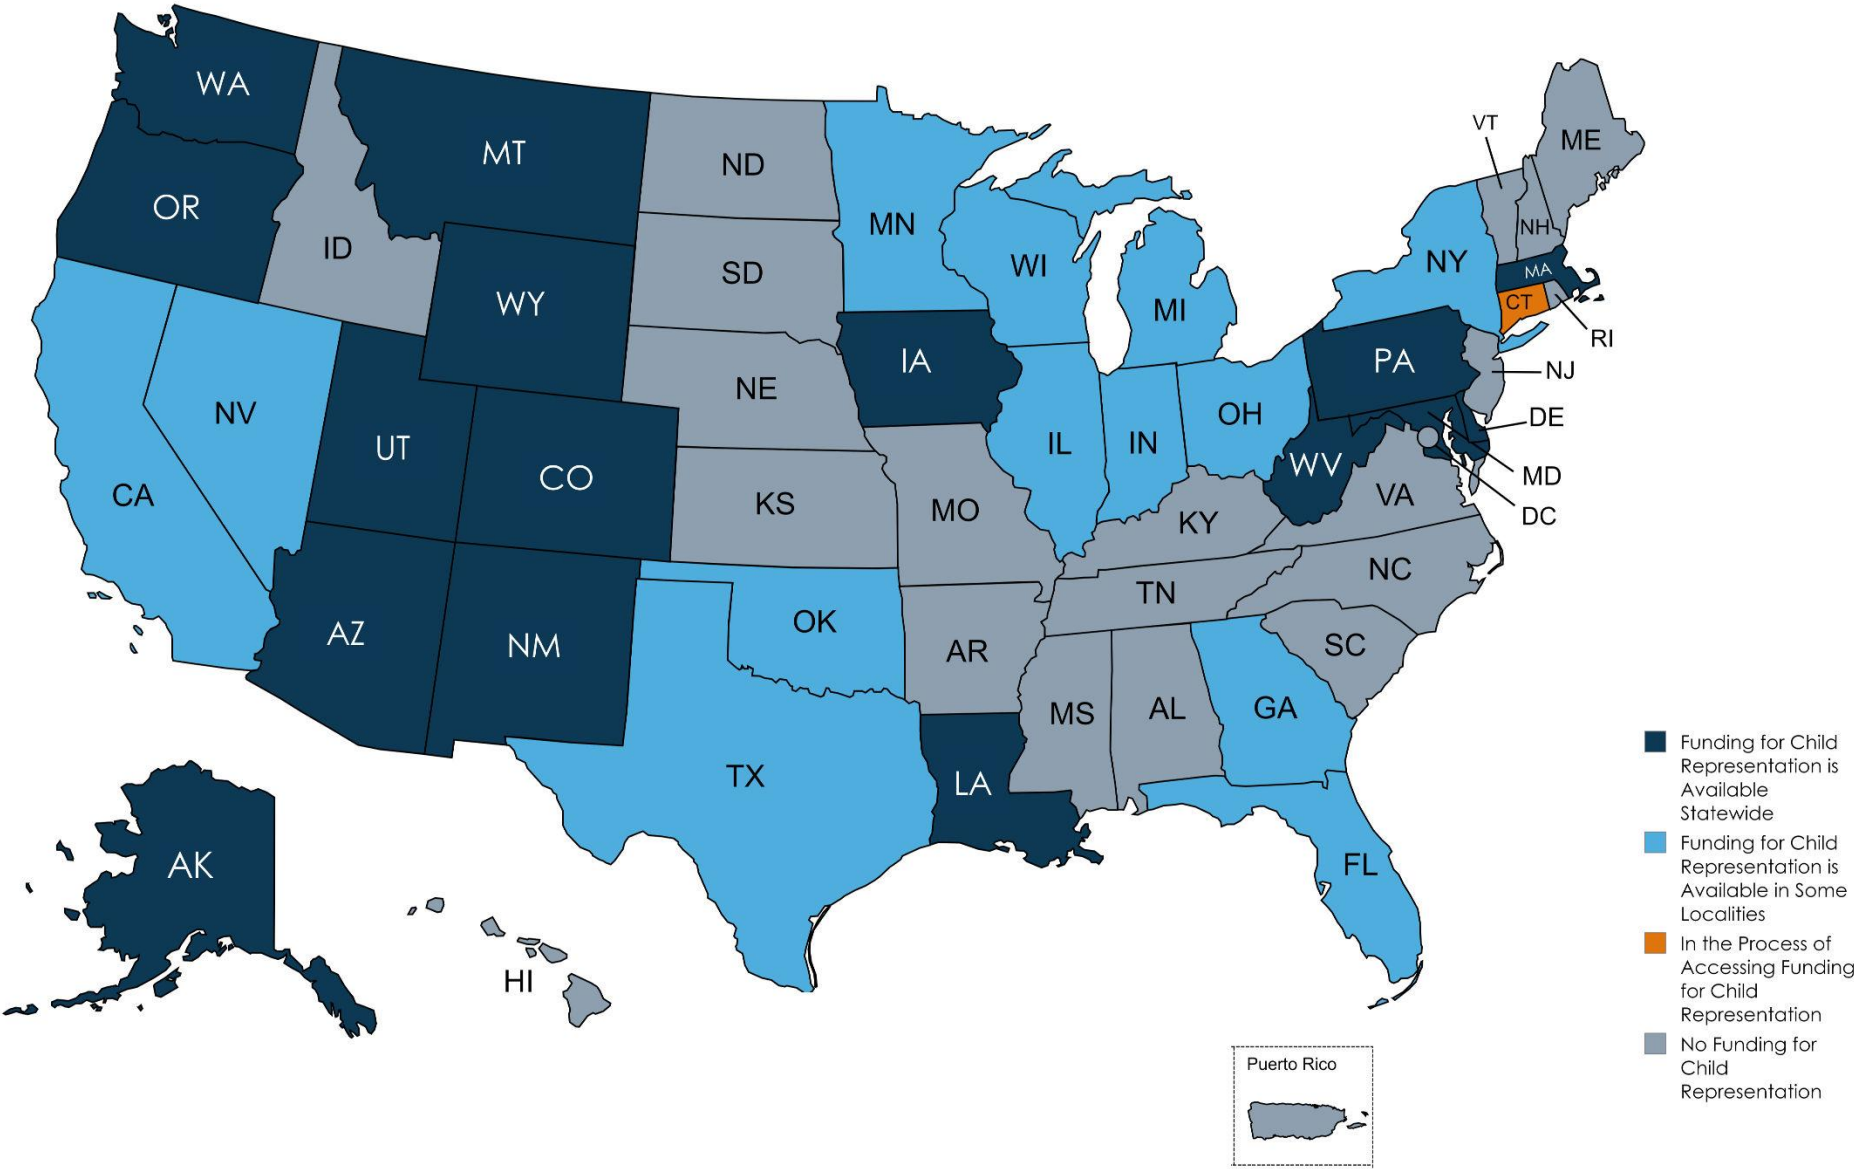 WA
MT
ND
VT
ME
OR
MN
NH
ID
SD
WI
NY
MA
WY
MI
CT
RI
IA
PA
NJ
NE
NV
OH
DE
UT
IL
IN
CO
WV
MD
CA
KS
MO
VA
DC
KY
NC
TN
OK
AZ
NM
AR
SC
MS
AL
GA
TX
LA
FL
AK
HI
Funding for Child
Representation is
Available
Statewide
Funding for Child
Representation is
Available in Some
Localities
In the Process of
Accessing Funding
for Child
Representation
No Funding for
Child
Representation
Puerto Rico